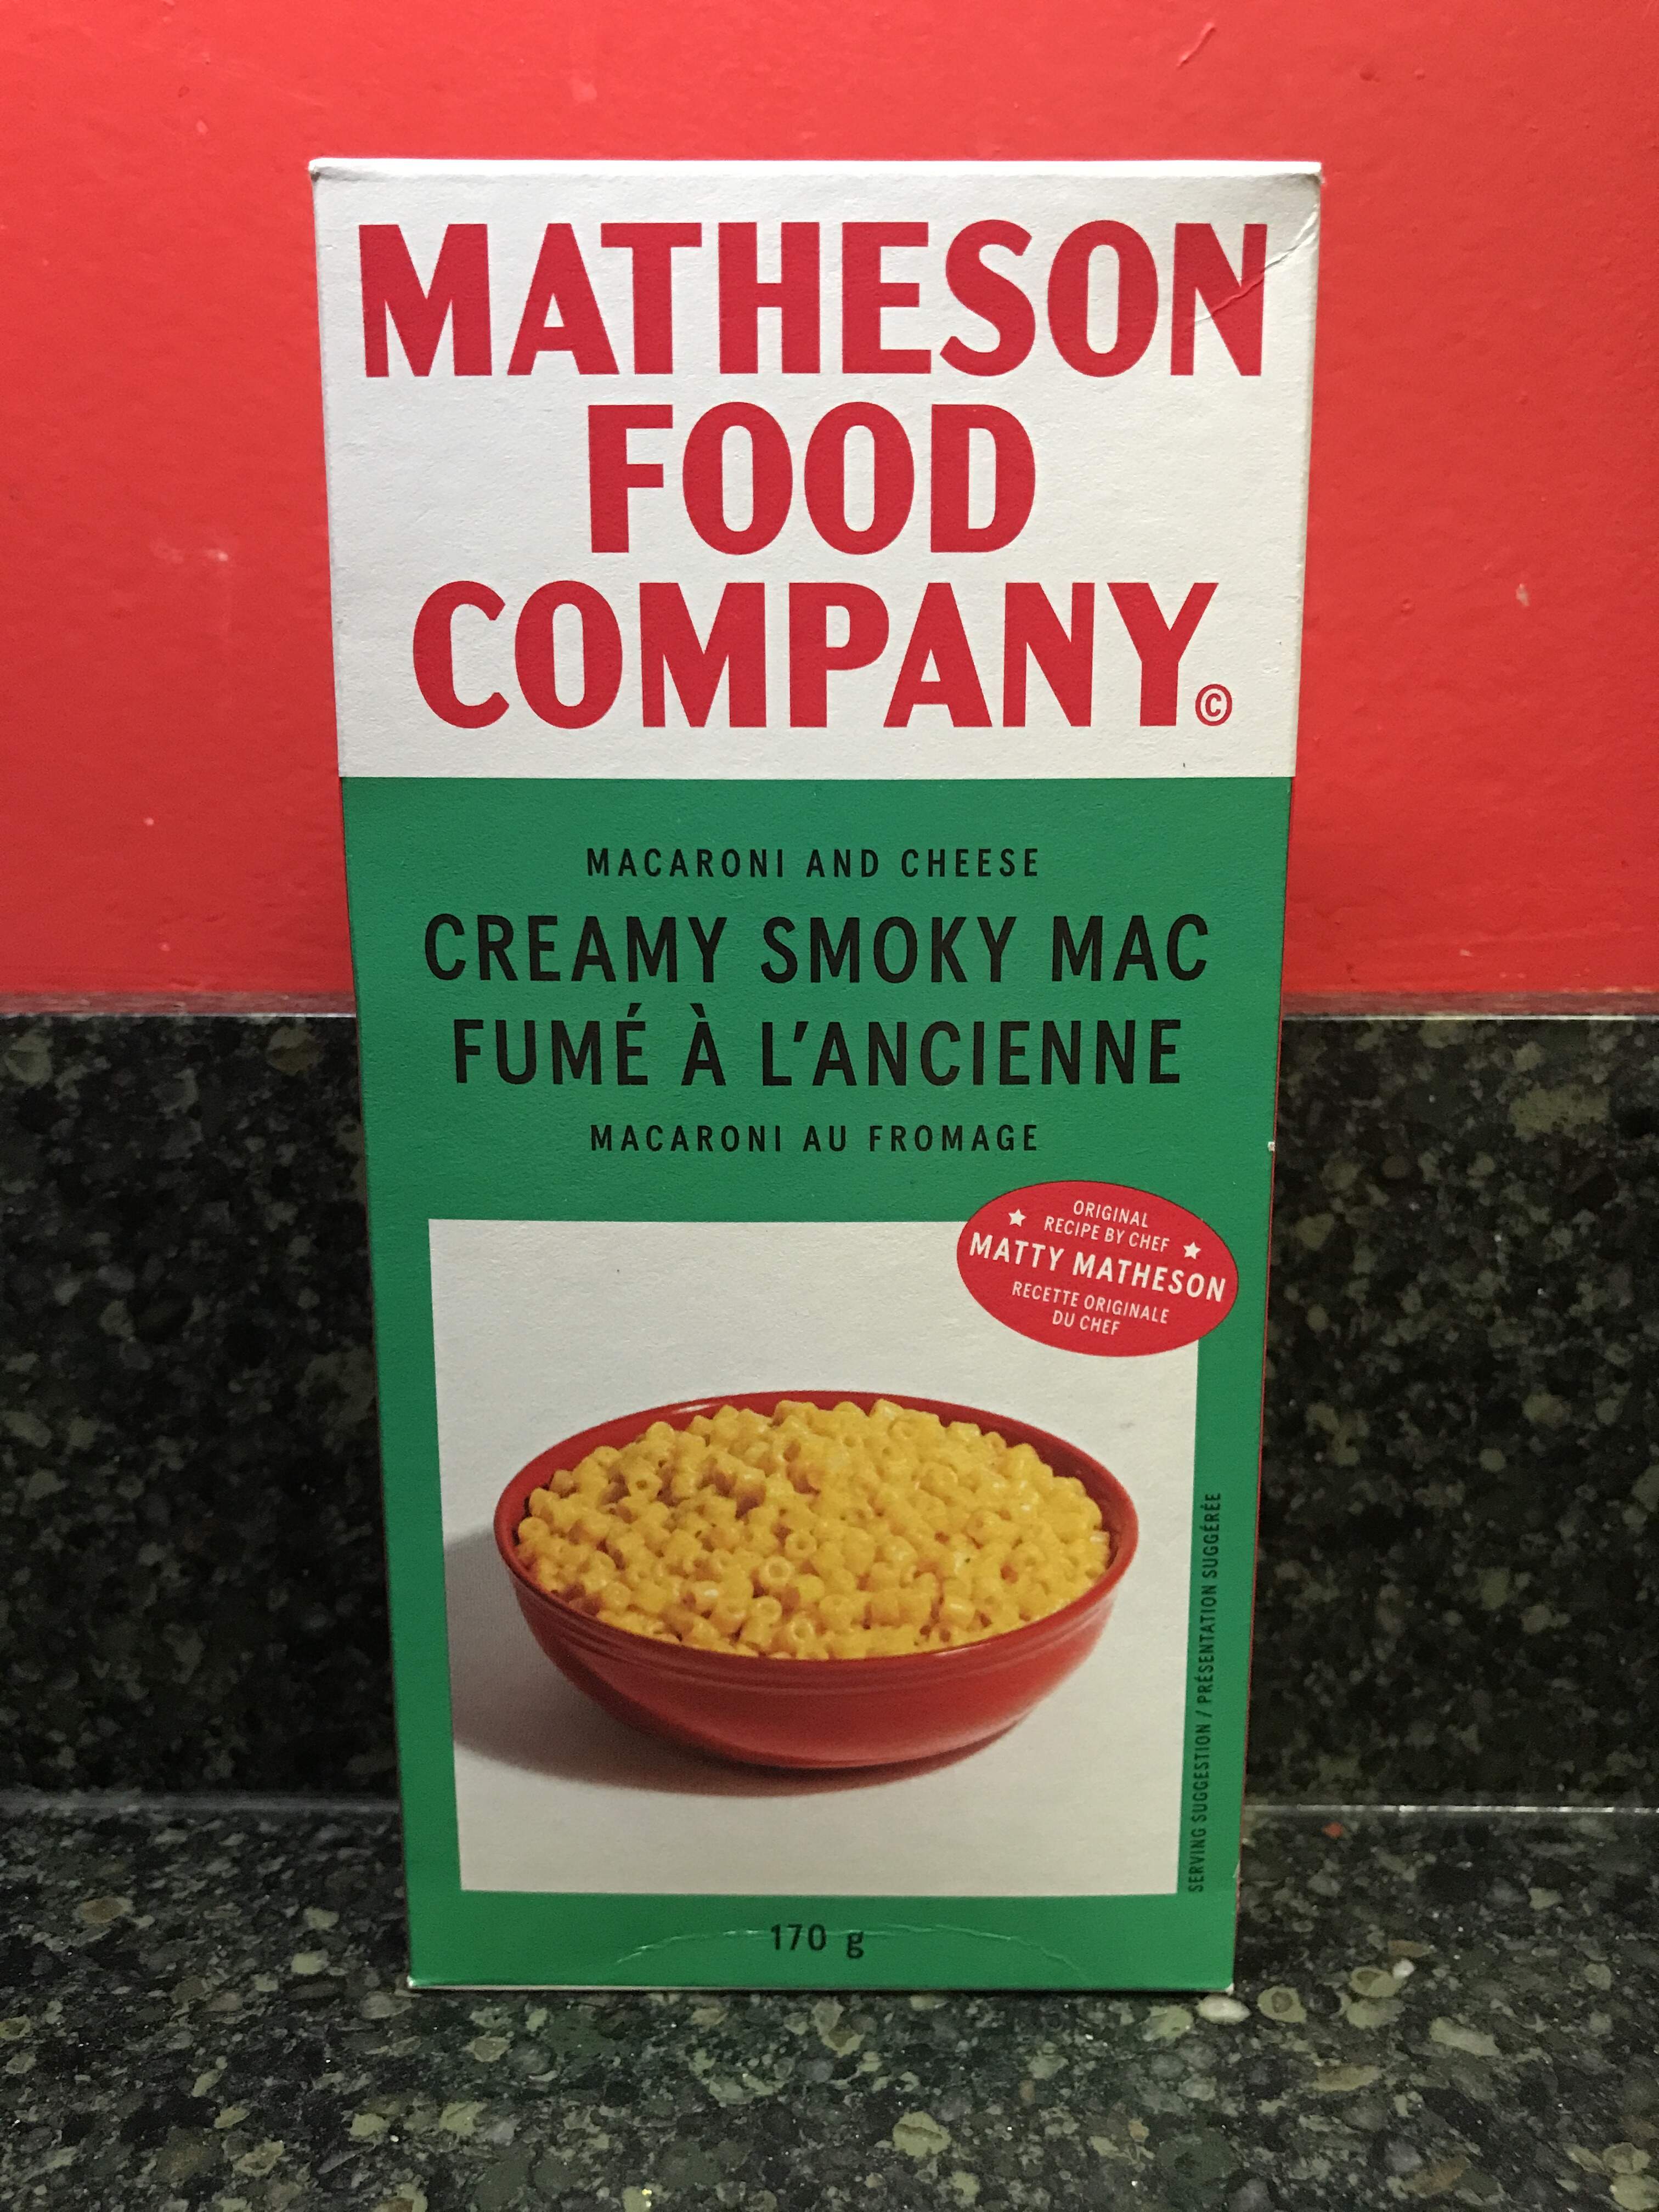 MATHESON
FOOD
COMPANY©
MACARONI AND CHEESE
CREAMY SMOKY MAC
FUMÉ À L'ANCIENNE
MACARONI AU FROMAGE
ORIGINAL
RECIPE BY CHEF
MATTY MATHESON
RECETTE ORIGINALE
DU CHEF
SERVING SUGGESTION / PRÉSENTATION SUGGÉRÉE
170 g